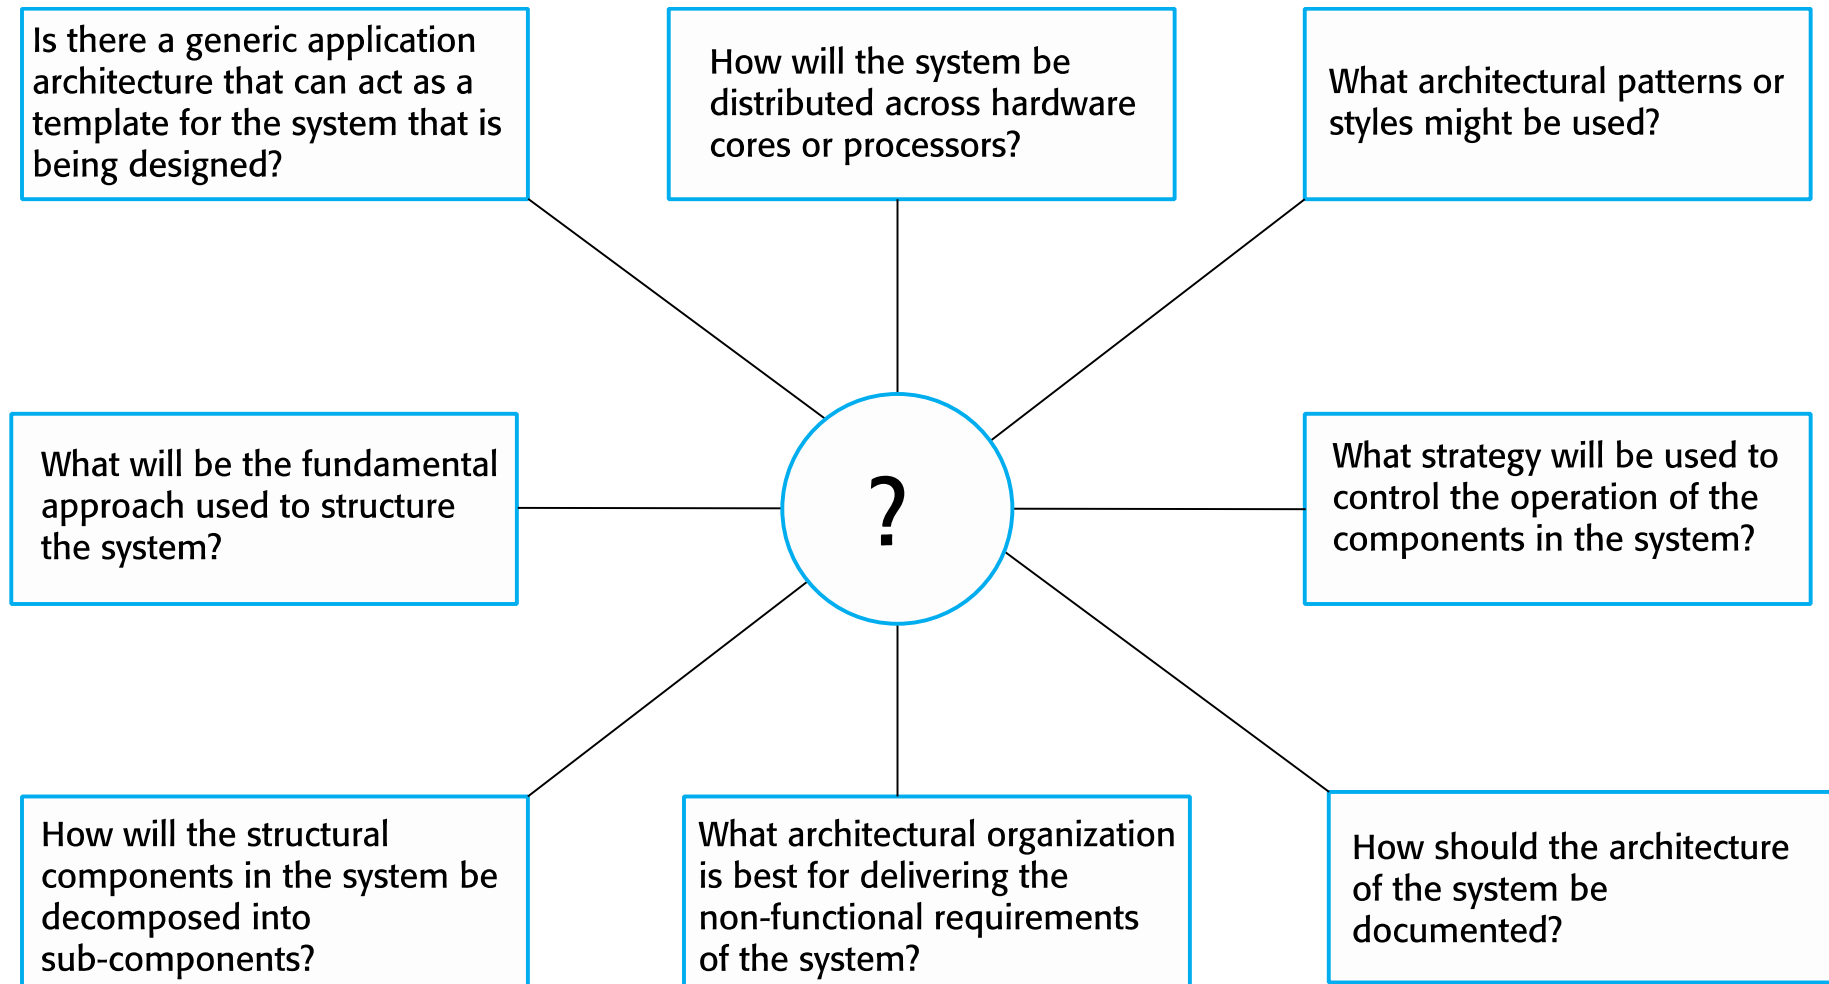 Is there a generic application
architecture that can act as a
template for the system that is
being designed?
How will the system be
distributed across hardware
cores or processors?
What architectural patterns or
styles might be used?
What will be the fundamental
approach used to structure
the system?
?
What strategy will be used to
control the operation of the
components in the system?
How will the structural
components in the system be
decomposed into
sub-components?
What architectural organization
is best for delivering the
non-functional requirements
of the system?
How should the architecture
of the system be
documented?